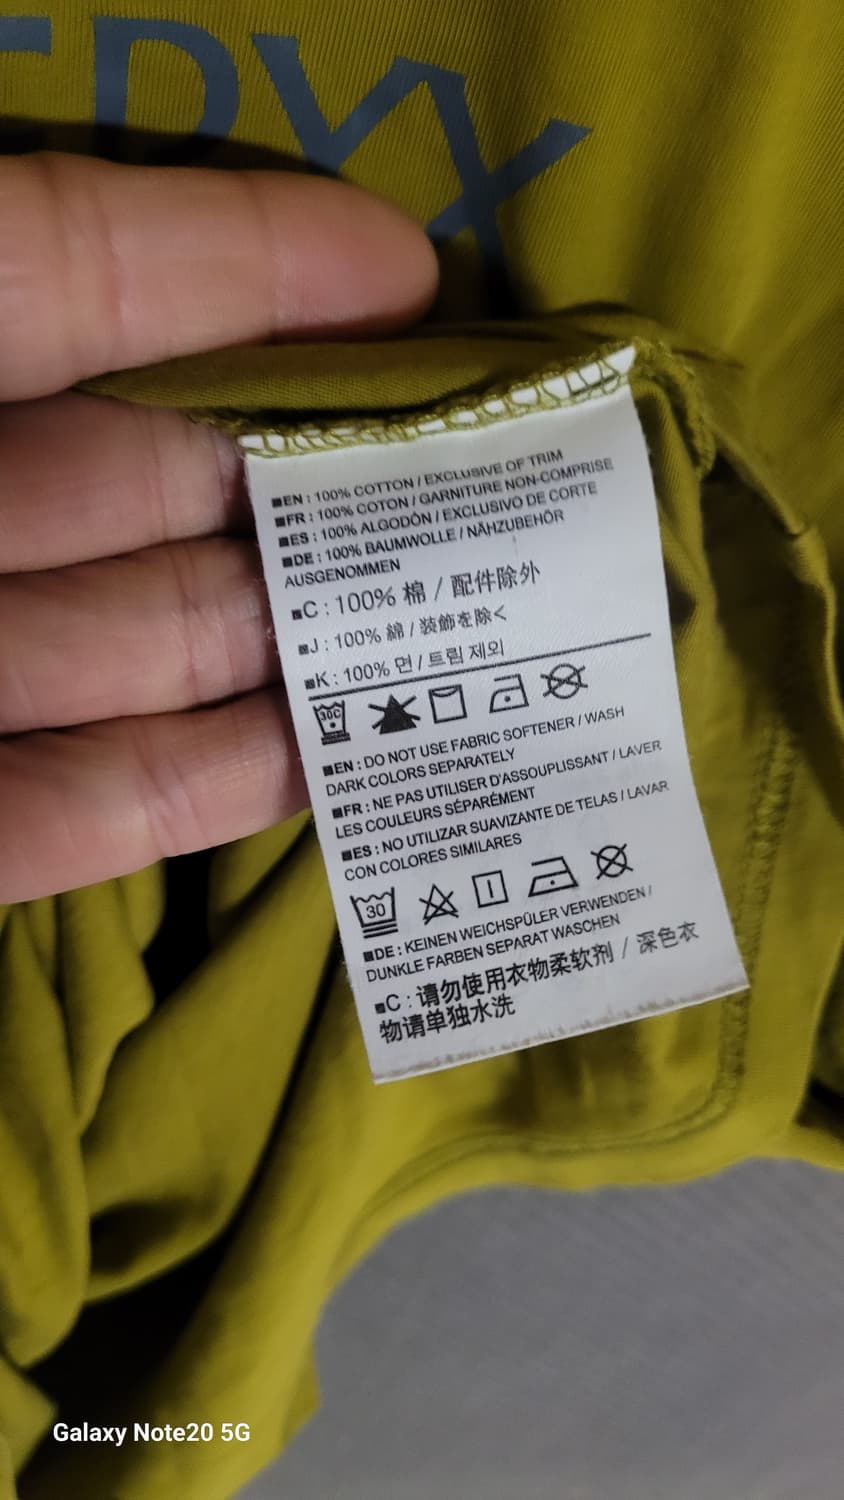 ERYX
■EN : 100% COTTON / EXCLUSIVE OF TRIM
■FR : 100% COTON / GARNITURE NON-COMPRISE
■ES : 100% ALGODÓN / EXCLUSIVO DE CORTE
■DE : 100% BAUMWOLLE / NÄHZUBEHÖR
AUSGENOMMEN
■C : 100% 棉 / 配件除外
■J : 100% 綿 / 装飾を除く
■K : 100% 면 / 트림 제외
30C
■EN : DO NOT USE FABRIC SOFTENER / WASH
DARK COLORS SEPARATELY
■FR : NE PAS UTILISER D'ASSOUPLISSANT / LAVER
LES COULEURS SÉPARÉMENT
■ES : NO UTILIZAR SUAVIZANTE DE TELAS / LAVAR
CON COLORES SIMILARES
30
■DE : KEINEN WEICHSPÜLER VERWENDEN /
DUNKLE FARBEN SEPARAT WASCHEN
■C : 请勿使用衣物柔软剂 / 深色衣
物请单独水洗
Galaxy Note20 5G